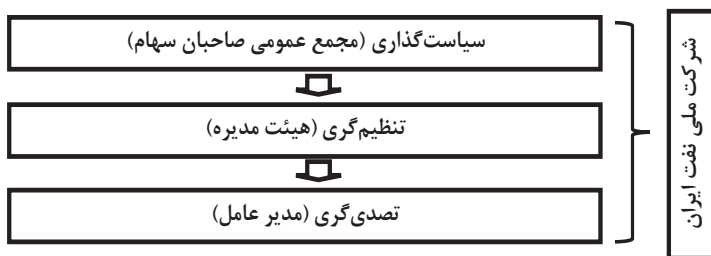 شرکت ملی نفت ایران
سیاست‌گذاری (مجمع عمومی صاحبان سهام)
تنظیم‌گری (هیئت مدیره)
تصدی‌گری (مدیر عامل)